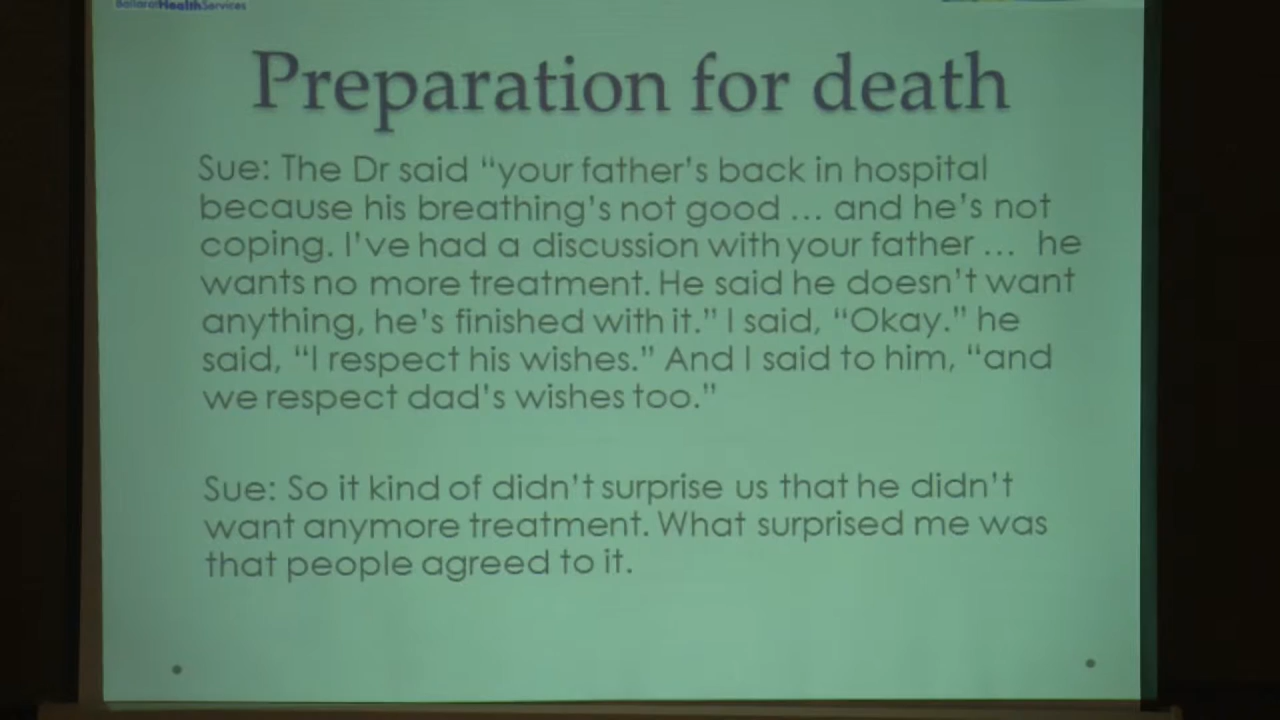 BallaratHealthServices
Preparation for death
Sue: The Dr said “your father’s back in hospital
because his breathing’s not good … and he’s not
coping. I’ve had a discussion with your father … he
wants no more treatment. He said he doesn’t want
anything, he’s finished with it.” I said, “Okay.” he
said, “I respect his wishes.” And I said to him, “and
we respect dad’s wishes too.”
Sue: So it kind of didn’t surprise us that he didn’t
want anymore treatment. What surprised me was
that people agreed to it.